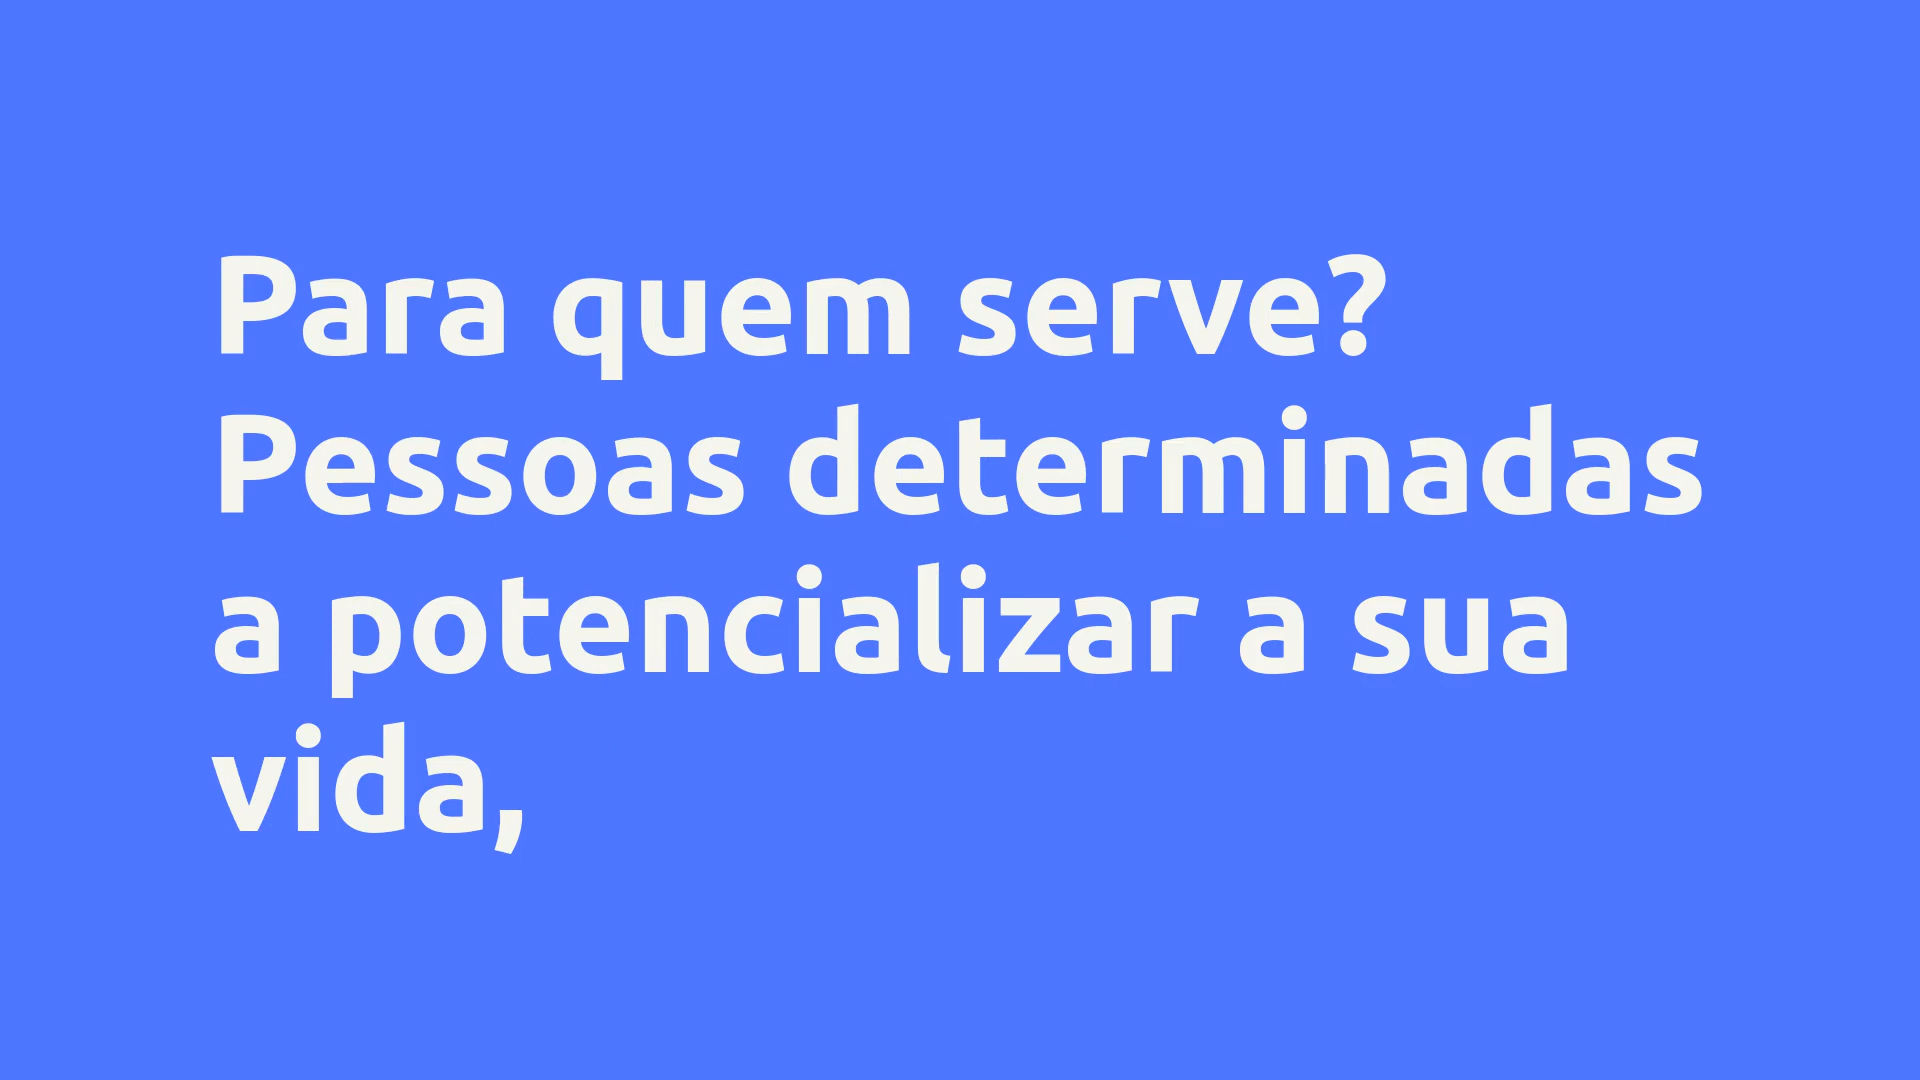 Para quem serve?
Pessoas determinadas
a potencializar a sua
vida,